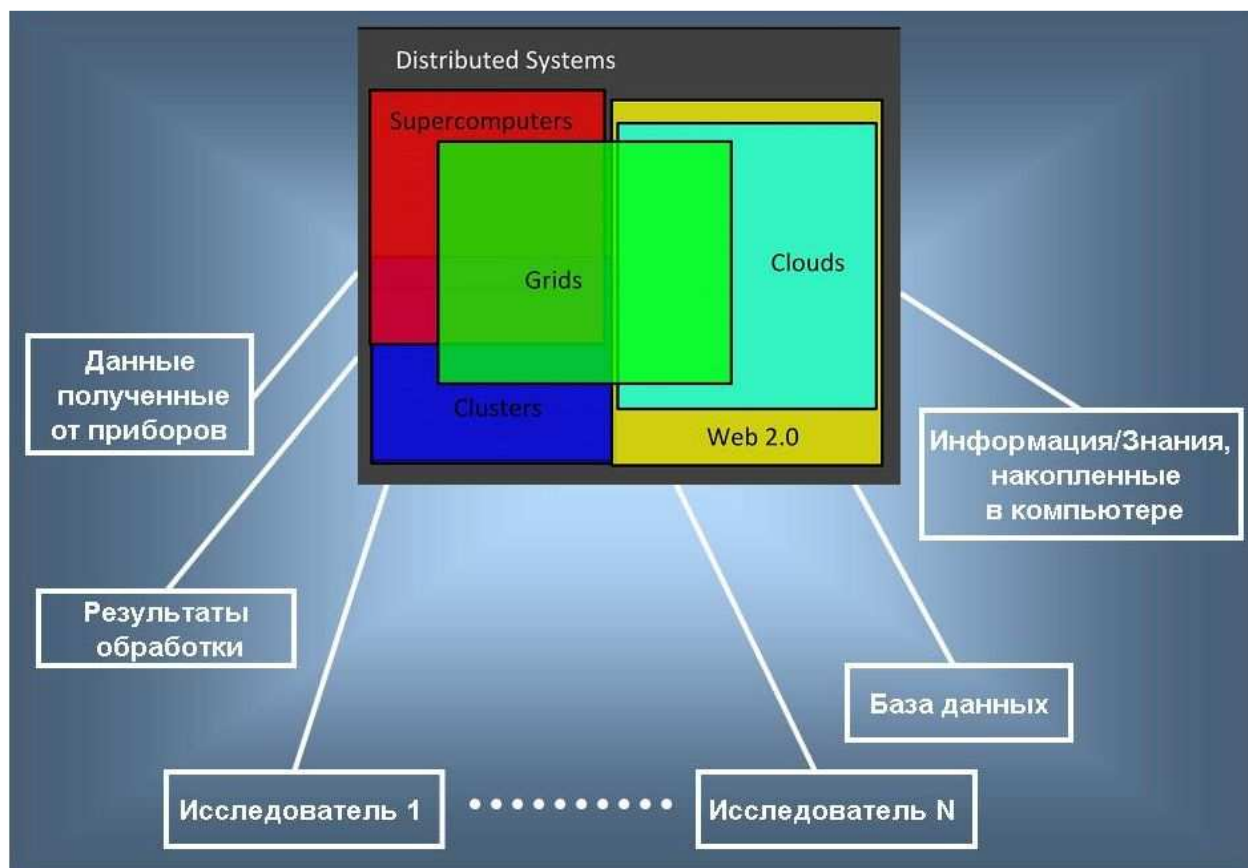 Distributed Systems
Supercomputers
Grids
Clouds
Clusters
Web 2.0
Данные
полученные
от приборов
Информация/Знания,
накопленные
в компьютере
Результаты
обработки
База данных
Исследователь 1
Исследователь N